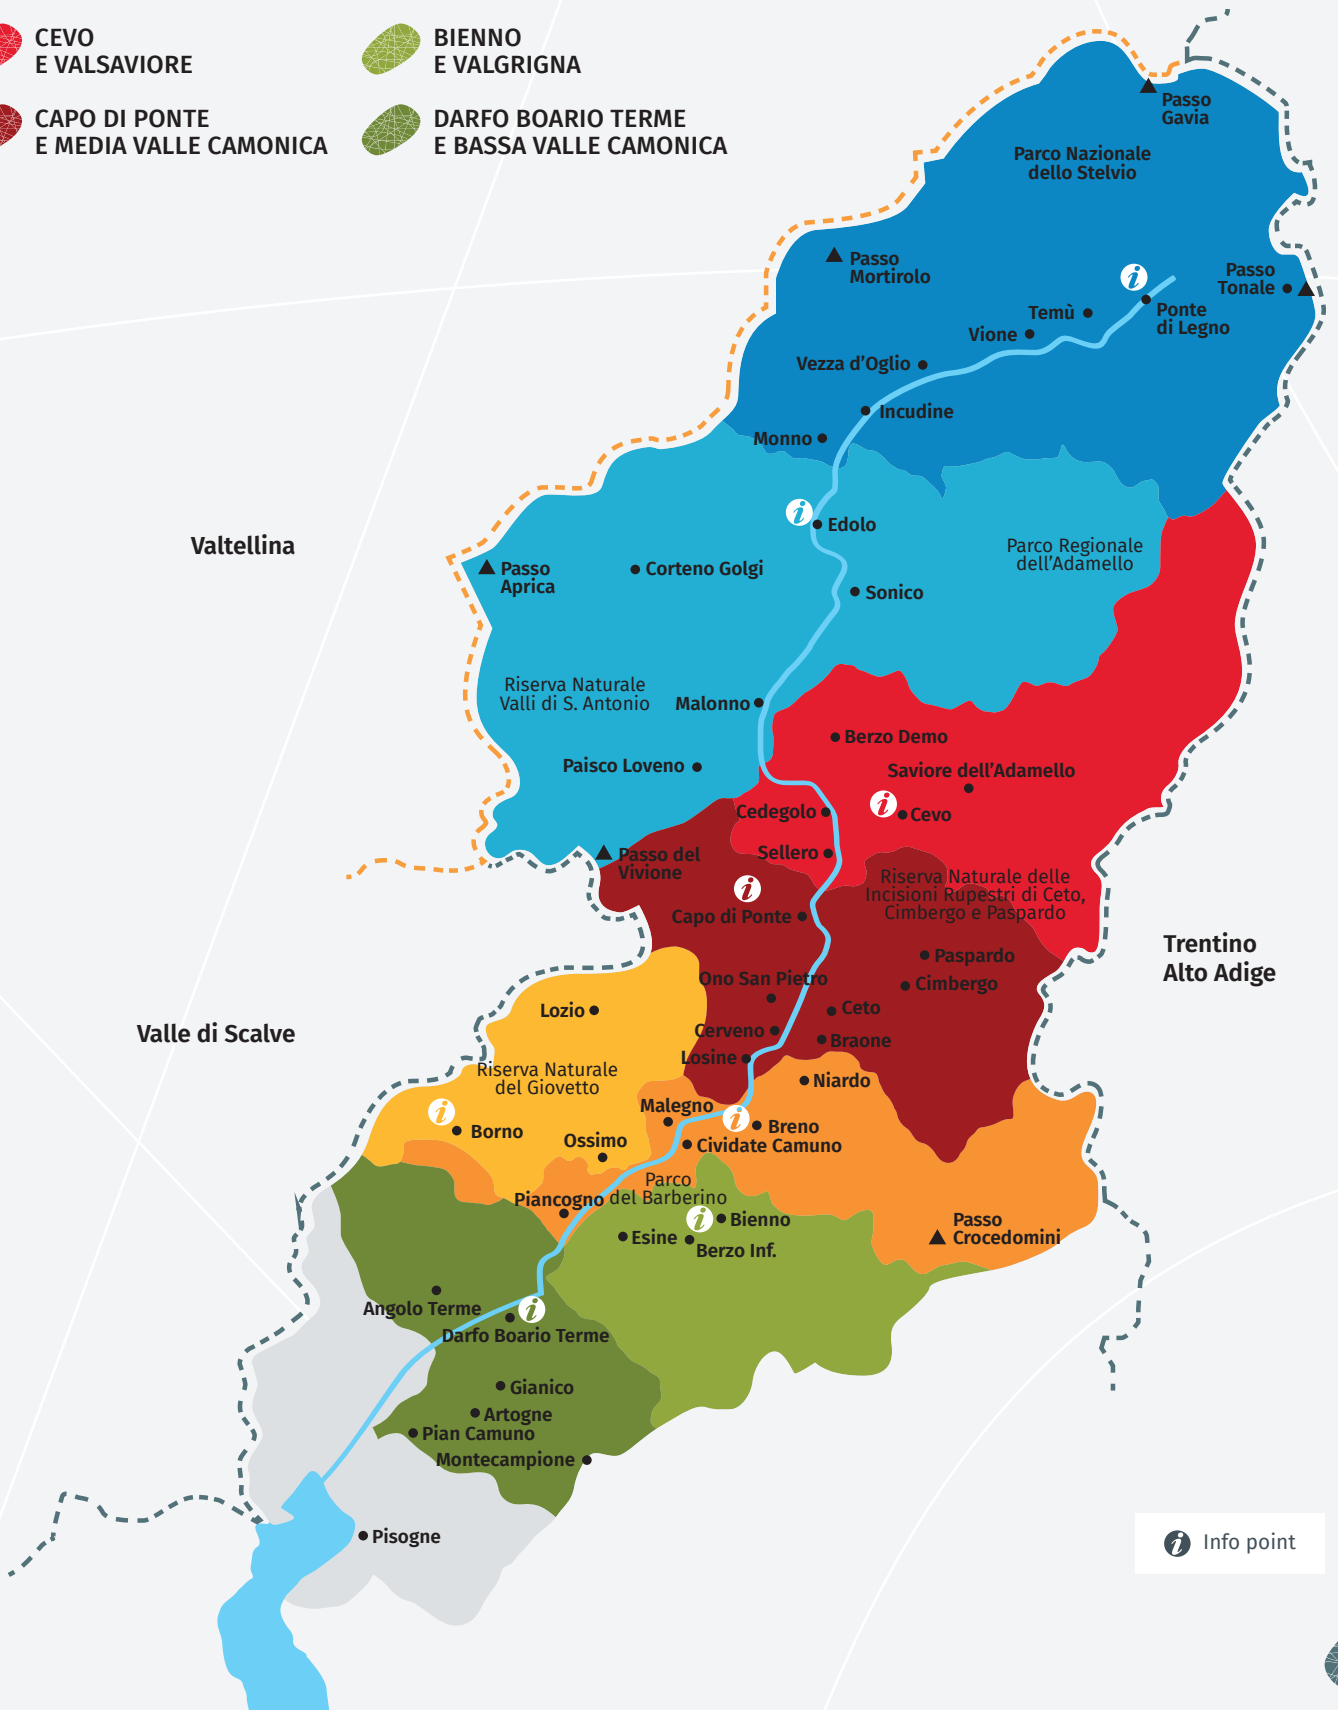 CEVO
E VALSAVIORE
BIENNO
E VALGRIGNA
CAPO DI PONTE
E MEDIA VALLE CAMONICA
DARFO BOARIO TERME
E BASSA VALLE CAMONICA
Passo
Gavia
Parco Nazionale
dello Stelvio
Passo
Mortirolo
Passo
Tonale
i
Ponte
di Legno
Temù
Vione
Vezza d'Oglio
Incudine
Monno
i
Edolo
Valtellina
Parco Regionale
dell'Adamello
Passo
Aprica
Corteno Golgi
Sonico
Riserva Naturale
Valli di S. Antonio
Malonno
Berzo Demo
Paisco Loveno
Saviore dell'Adamello
Cedegolo
i
Cevo
Sellero
Passo del
Vivione
i
Riserva Naturale delle
Incisioni Rupestri di Ceto,
Cimbergo e Paspardo
Capo di Ponte
Trentino
Alto Adige
Paspardo
Ono San Pietro
Cimbergo
Lozio
Ceto
Valle di Scalve
Cerveno
Braone
Losine
Riserva Naturale
del Giovetto
Niardo
Malegno
i
i
Breno
Borno
Ossimo
Cividate Camuno
Parco
del Barberino
Piancogno
i
Bienno
Esine
Berzo Inf.
Passo
Crocedomini
Angolo Terme
i
Darfo Boario Terme
Gianico
Artogne
Pian Camuno
Montecampione
Pisogne
i
Info point